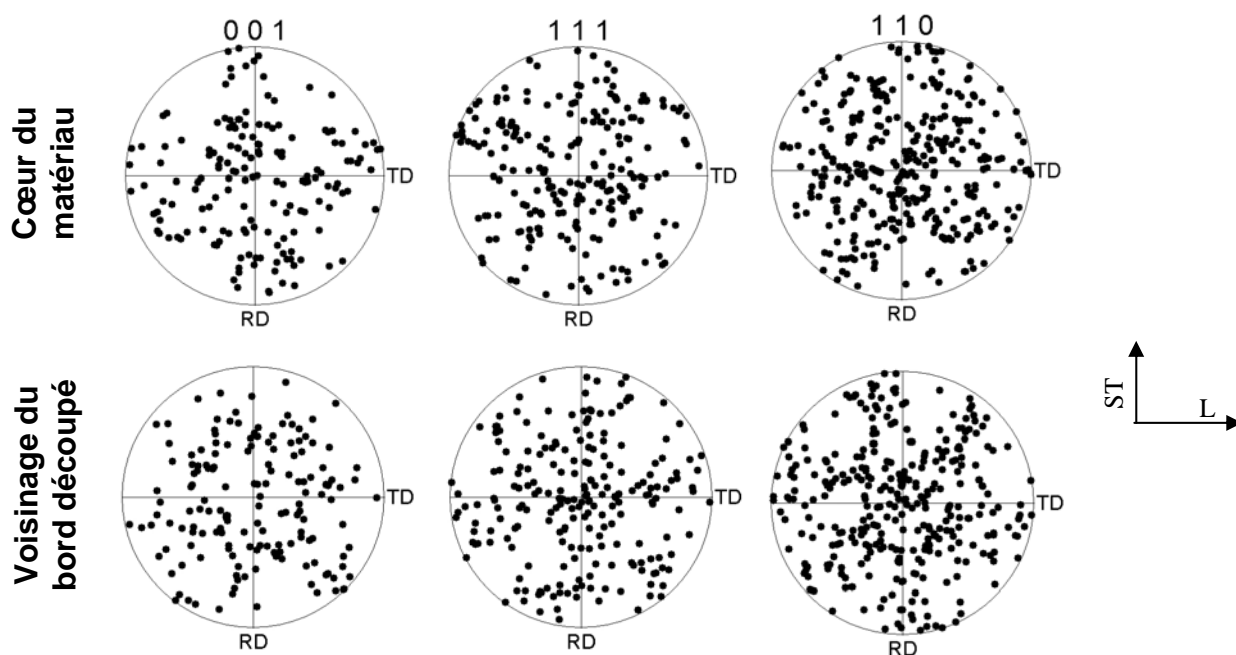 0 0 1
1 1 1
1 1 0
Cœur du
matériau
TD
TD
TD
RD
RD
RD
Voisinage du
bord découpé
TD
TD
TD
RD
RD
RD
ST
L